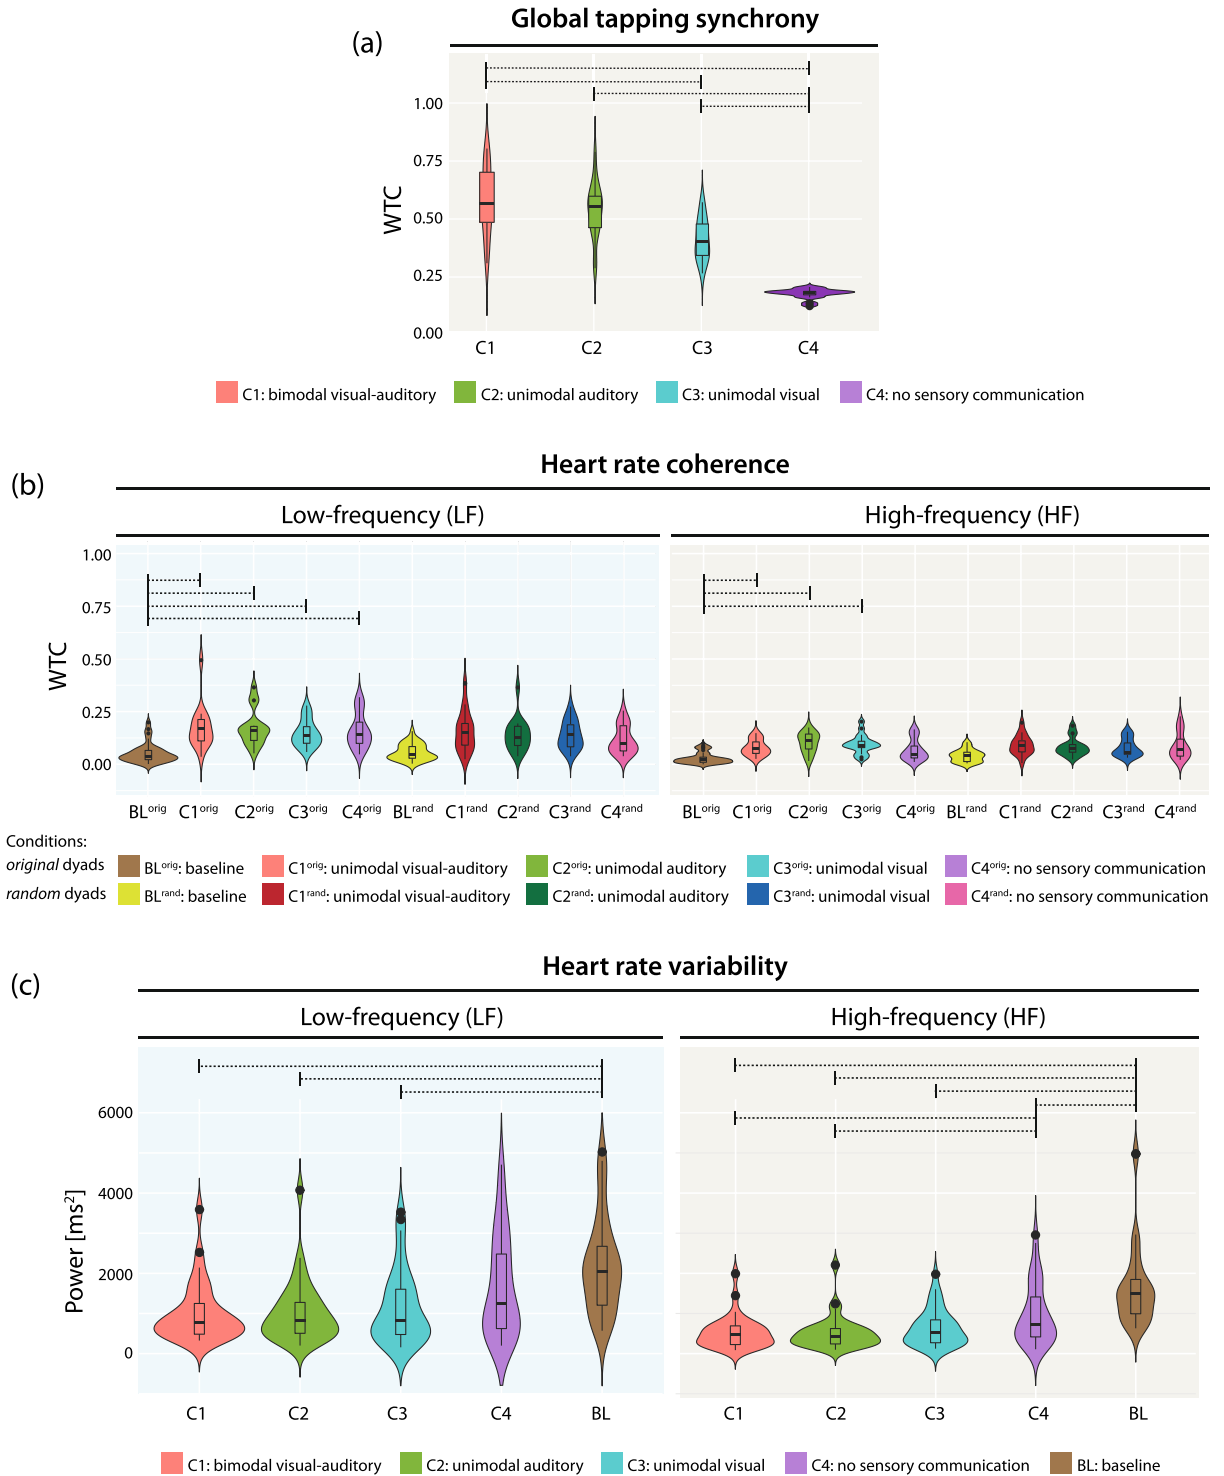 Global tapping synchrony
(a)
WTC
1.00
0.75
0.50
0.25
0.00
C1 C2 C3 C4
C1: bimodal visual-auditory C2: unimodal auditory C3: unimodal visual C4: no sensory communication
Heart rate coherence
(b)
Low-frequency (LF) High-frequency (HF)
WTC
1.00
0.75
0.50
0.25
0.00
BLorig C1orig C2orig C3orig C4orig BLrand C1rand C2rand C3rand C4rand BLorig C1orig C2orig C3orig C4orig BLrand C1rand C2rand C3rand C4rand
Conditions:
original dyads BLorig: baseline C1orig: unimodal visual-auditory C2orig: unimodal auditory C3orig: unimodal visual C4orig: no sensory communication
random dyads BLrand: baseline C1rand: unimodal visual-auditory C2rand: unimodal auditory C3rand: unimodal visual C4rand: no sensory communication
Heart rate variability
(c)
Low-frequency (LF) High-frequency (HF)
Power [ms²]
6000
4000
2000
0
C1 C2 C3 C4 BL C1 C2 C3 C4 BL
C1: bimodal visual-auditory C2: unimodal auditory C3: unimodal visual C4: no sensory communication BL: baseline